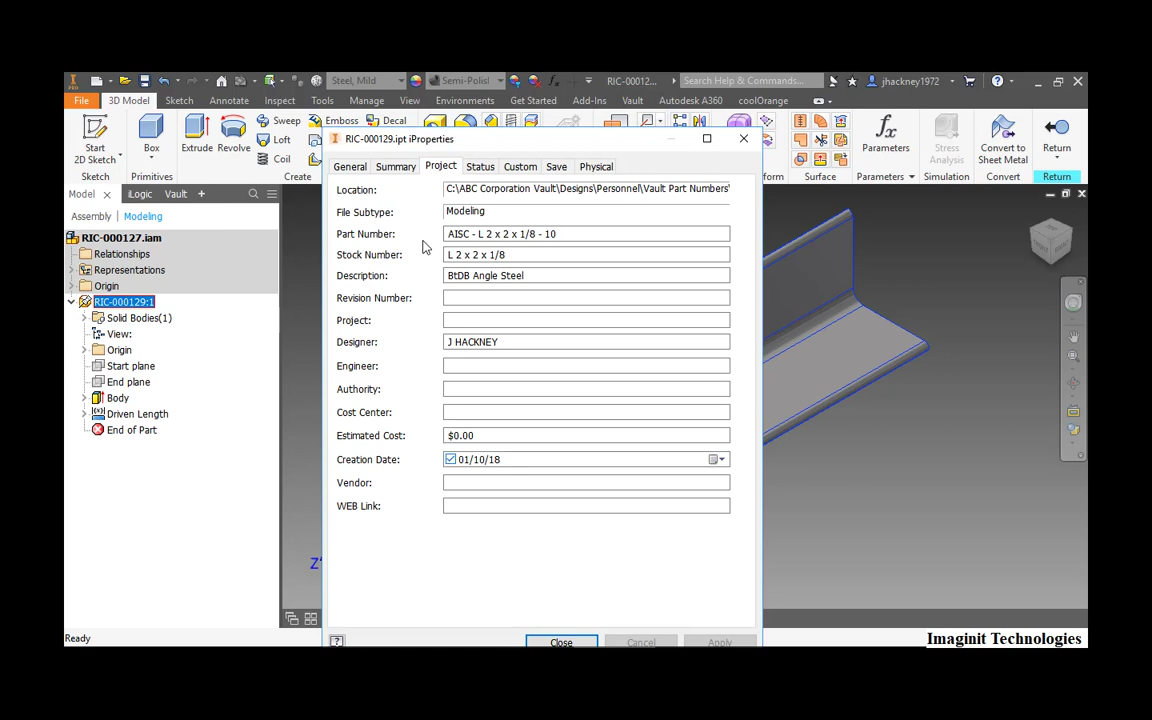 Steel, Mild
Semi-Polisl
RIC-00012...
Search Help & Commands...
jhackney1972
File
3D Model
Sketch
Annotate
Inspect
Tools
Manage
View
Environments
Get Started
Add-Ins
Vault
Autodesk A360
coolOrange
Start
2D Sketch
Box
Extrude
Revolve
Sweep
Loft
Coil
Emboss
Decal
Parameters
Stress
Analysis
Convert to
Sheet Metal
Return
Sketch
Primitives
Create
form
Surface
Parameters
Simulation
Convert
Return
RIC-000129.ipt iProperties
General
Summary
Project
Status
Custom
Save
Physical
Location:
C:\ABC Corporation Vault\Designs\Personnel\Vault Part Numbers\
File Subtype:
Modeling
Part Number:
AISC - L 2 x 2 x 1/8 - 10
Stock Number:
L 2 x 2 x 1/8
Description:
BtDB Angle Steel
Revision Number:
Project:
Designer:
J HACKNEY
Engineer:
Authority:
Cost Center:
Estimated Cost:
$0.00
Creation Date:
01/10/18
Vendor:
WEB Link:
Close
Cancel
Apply
Model
iLogic
Vault
Assembly
Modeling
RIC-000127.iam
Relationships
Representations
Origin
RIC-000129:1
Solid Bodies(1)
View:
Origin
Start plane
End plane
Body
Driven Length
End of Part
Z
Ready
Imaginit Technologies